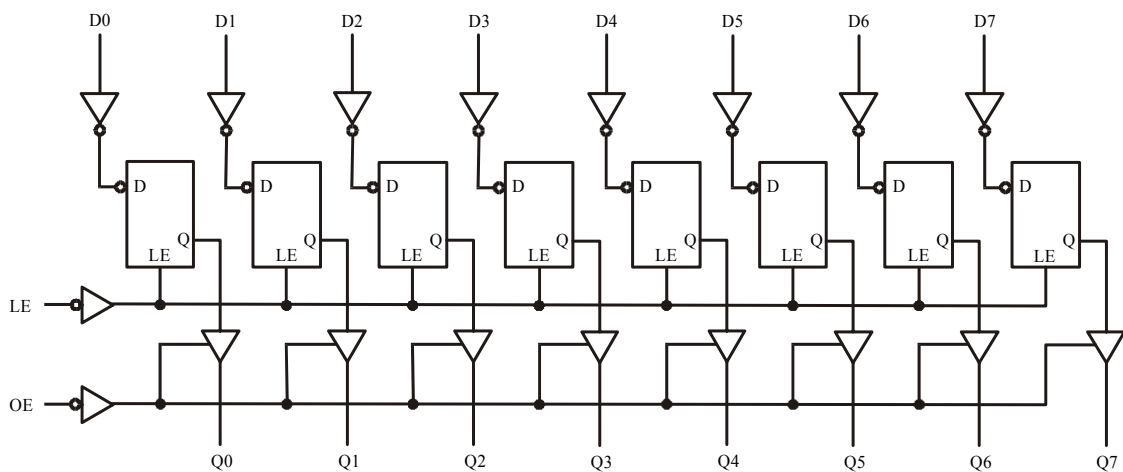 D0 D1 D2 D3 D4 D5 D6 D7
D D D D D D D D
Q Q Q Q Q Q Q Q
LE LE LE LE LE LE LE LE
LE
OE
Q0 Q1 Q2 Q3 Q4 Q5 Q6 Q7